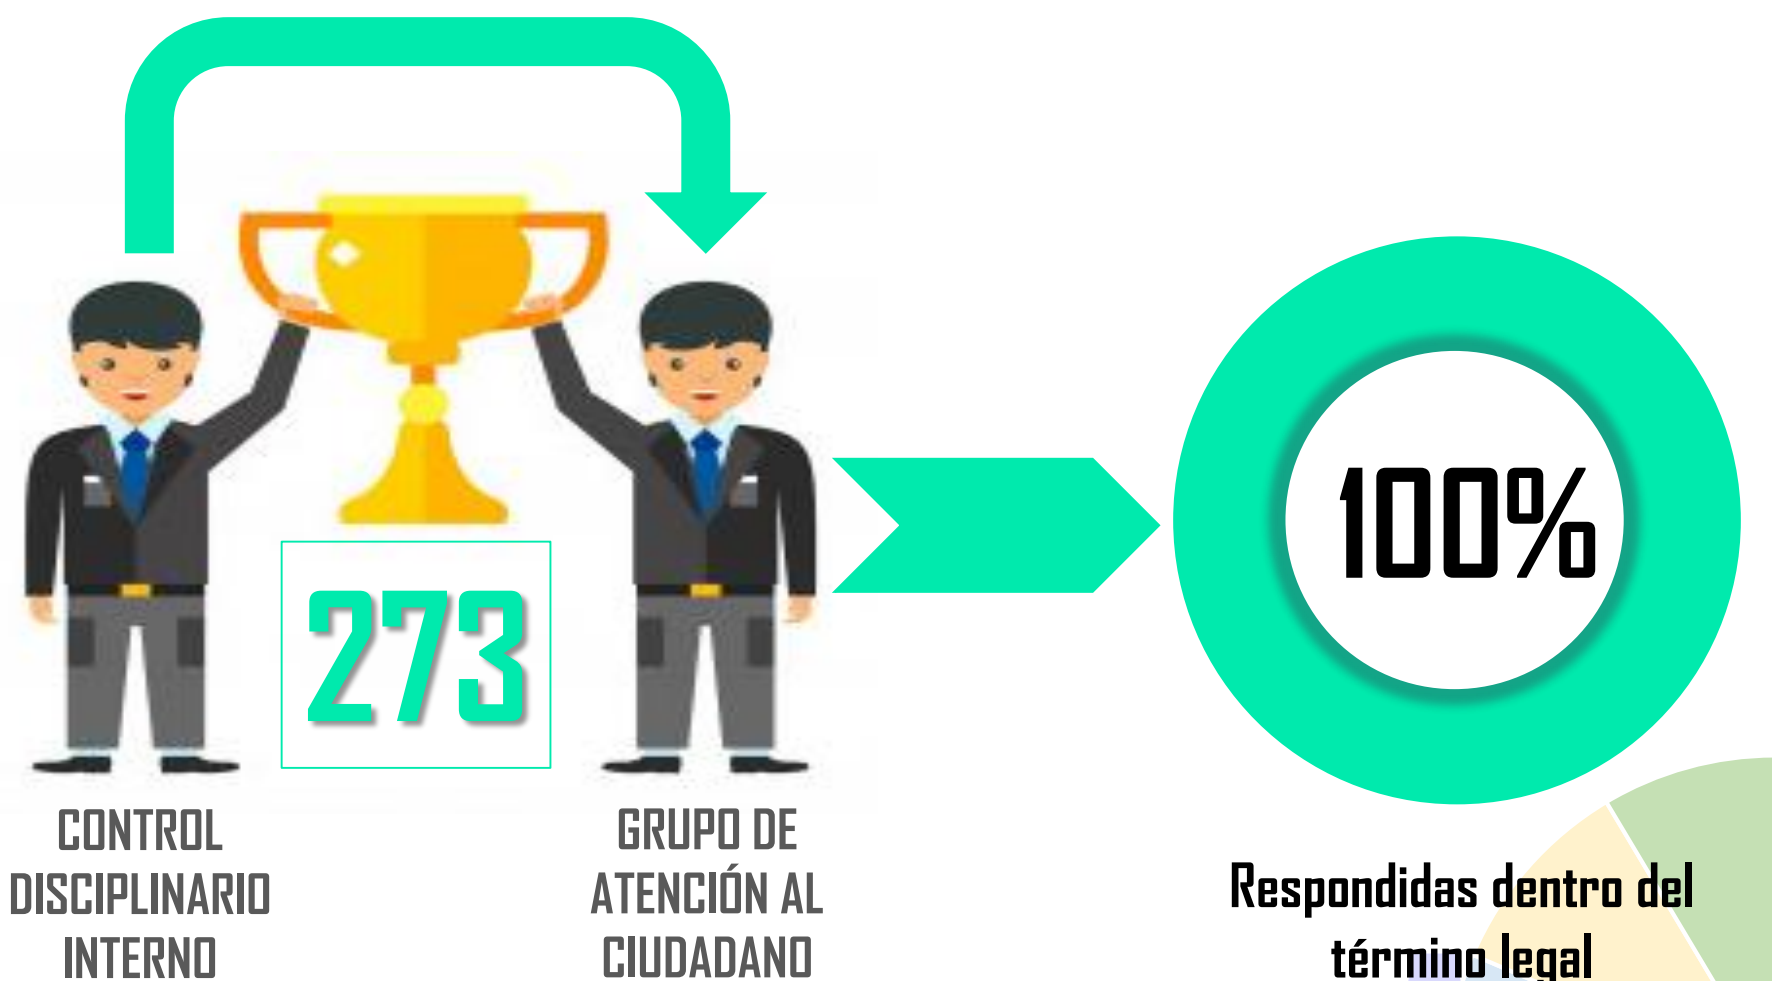 273
CONTROL
DISCIPLINARIO
INTERNO
GRUPO DE
ATENCIÓN AL
CIUDADANO
100%
Respondidas dentro del
término legal